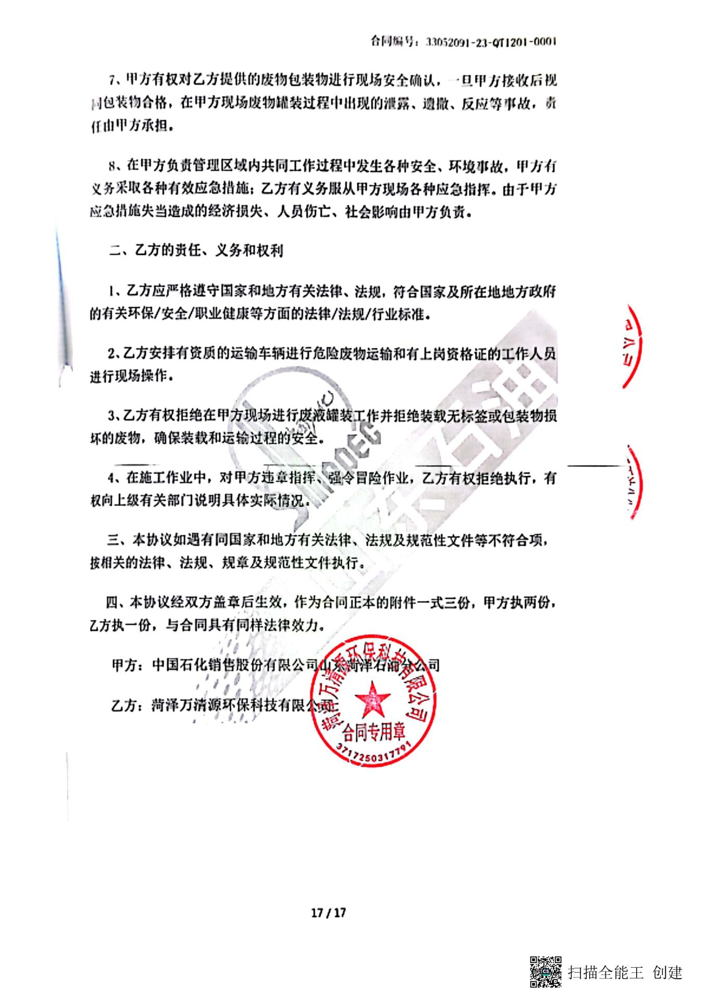 合同编号：33052091-23-QT1201-0001
7、甲方有权对乙方提供的废物包装物进行现场安全确认，一旦甲方接收后视
同包装物合格，在甲方现场废物罐装过程中出现的泄露、遗撒、反应等事故，责
任由甲方承担。
8、在甲方负责管理区域内共同工作过程中发生各种安全、环境事故，甲方有
义务采取各种有效应急措施；乙方有义务服从甲方现场各种应急指挥。由于甲方
应急措施失当造成的经济损失、人员伤亡、社会影响由甲方负责。
二、乙方的责任、义务和权利
1、乙方应严格遵守国家和地方有关法律、法规，符合国家及所在地地方政府
的有关环保/安全/职业健康等方面的法律/法规/行业标准。
2、乙方安排有资质的运输车辆进行危险废物运输和有上岗资格证的工作人员
进行现场操作。
3、乙方有权拒绝在甲方现场进行废液罐装工作并拒绝装载无标签或包装物损
坏的废物，确保装载和运输过程的安全。
4、在施工作业中，对甲方违章指挥、强令冒险作业，乙方有权拒绝执行，有
权向上级有关部门说明具体实际情况。
三、本协议如遇有同国家和地方有关法律、法规及规范性文件等不符合项，
按相关的法律、法规、规章及规范性文件执行。
四、本协议经双方盖章后生效，作为合同正本的附件一式三份，甲方执两份，
乙方执一份，与合同具有同样法律效力。
甲方：中国石化销售股份有限公司山东菏泽石油分公司
乙方：菏泽万清源环保科技有限公司
菏泽万清源环保科技有限公司
合同专用章
3717250317791
SINOPEC
山东石油
公司
17 / 17
CS
扫描全能王 创建